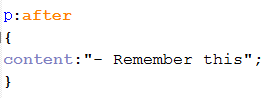 p:after
{
content:"- Remember this";
}